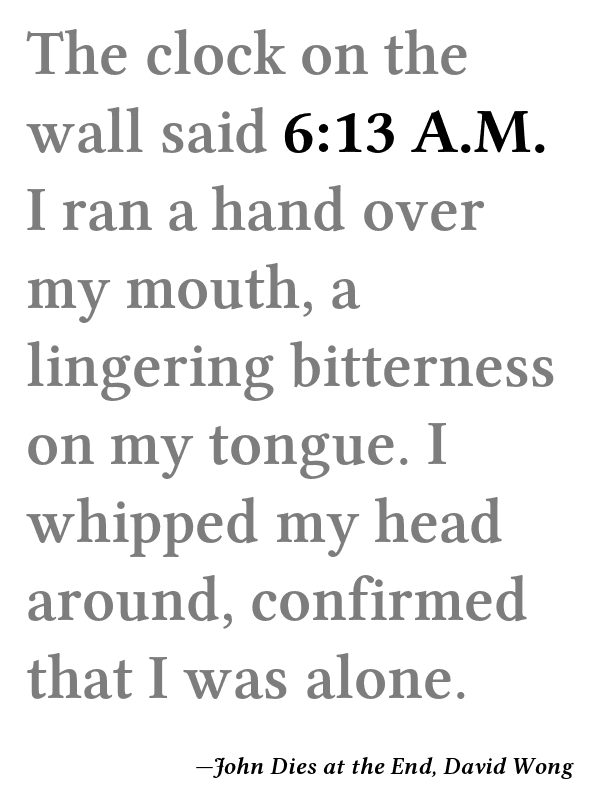 The clock on the
wall said 6:13 A.M.
I ran a hand over
my mouth, a
lingering bitterness
on my tongue. I
whipped my head
around, confirmed
that I was alone.
—John Dies at the End, David Wong